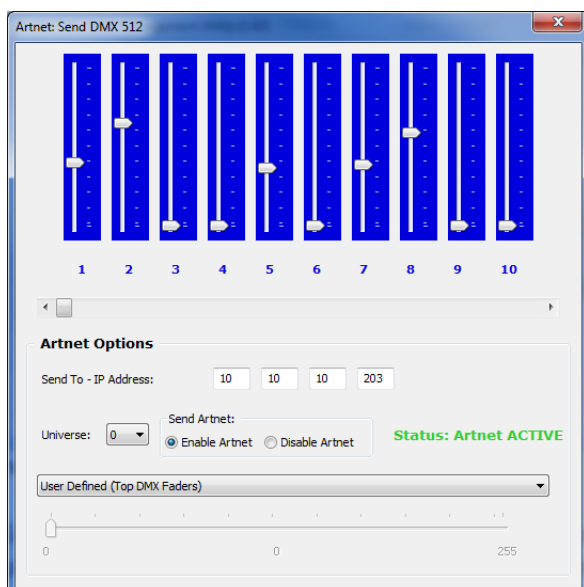 Artnet: Send DMX 512
1 2 3 4 5 6 7 8 9 10
Artnet Options
Send To - IP Address: 10 10 10 203
Send Artnet:
Universe: 0 Enable Artnet Disable Artnet Status: Artnet ACTIVE
User Defined (Top DMX Faders)
0 0 255